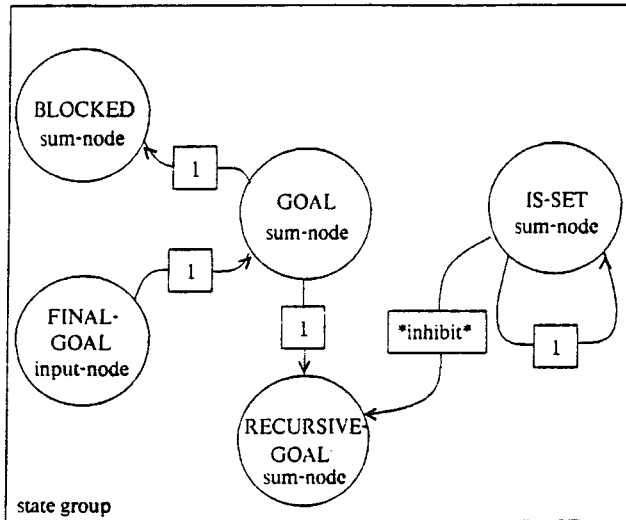 BLOCKED
sum-node
1
GOAL
sum-node
IS-SET
sum-node
1
FINAL-
GOAL
input-node
1
*inhibit*
1
RECURSIVE-
GOAL
sum-node
state group